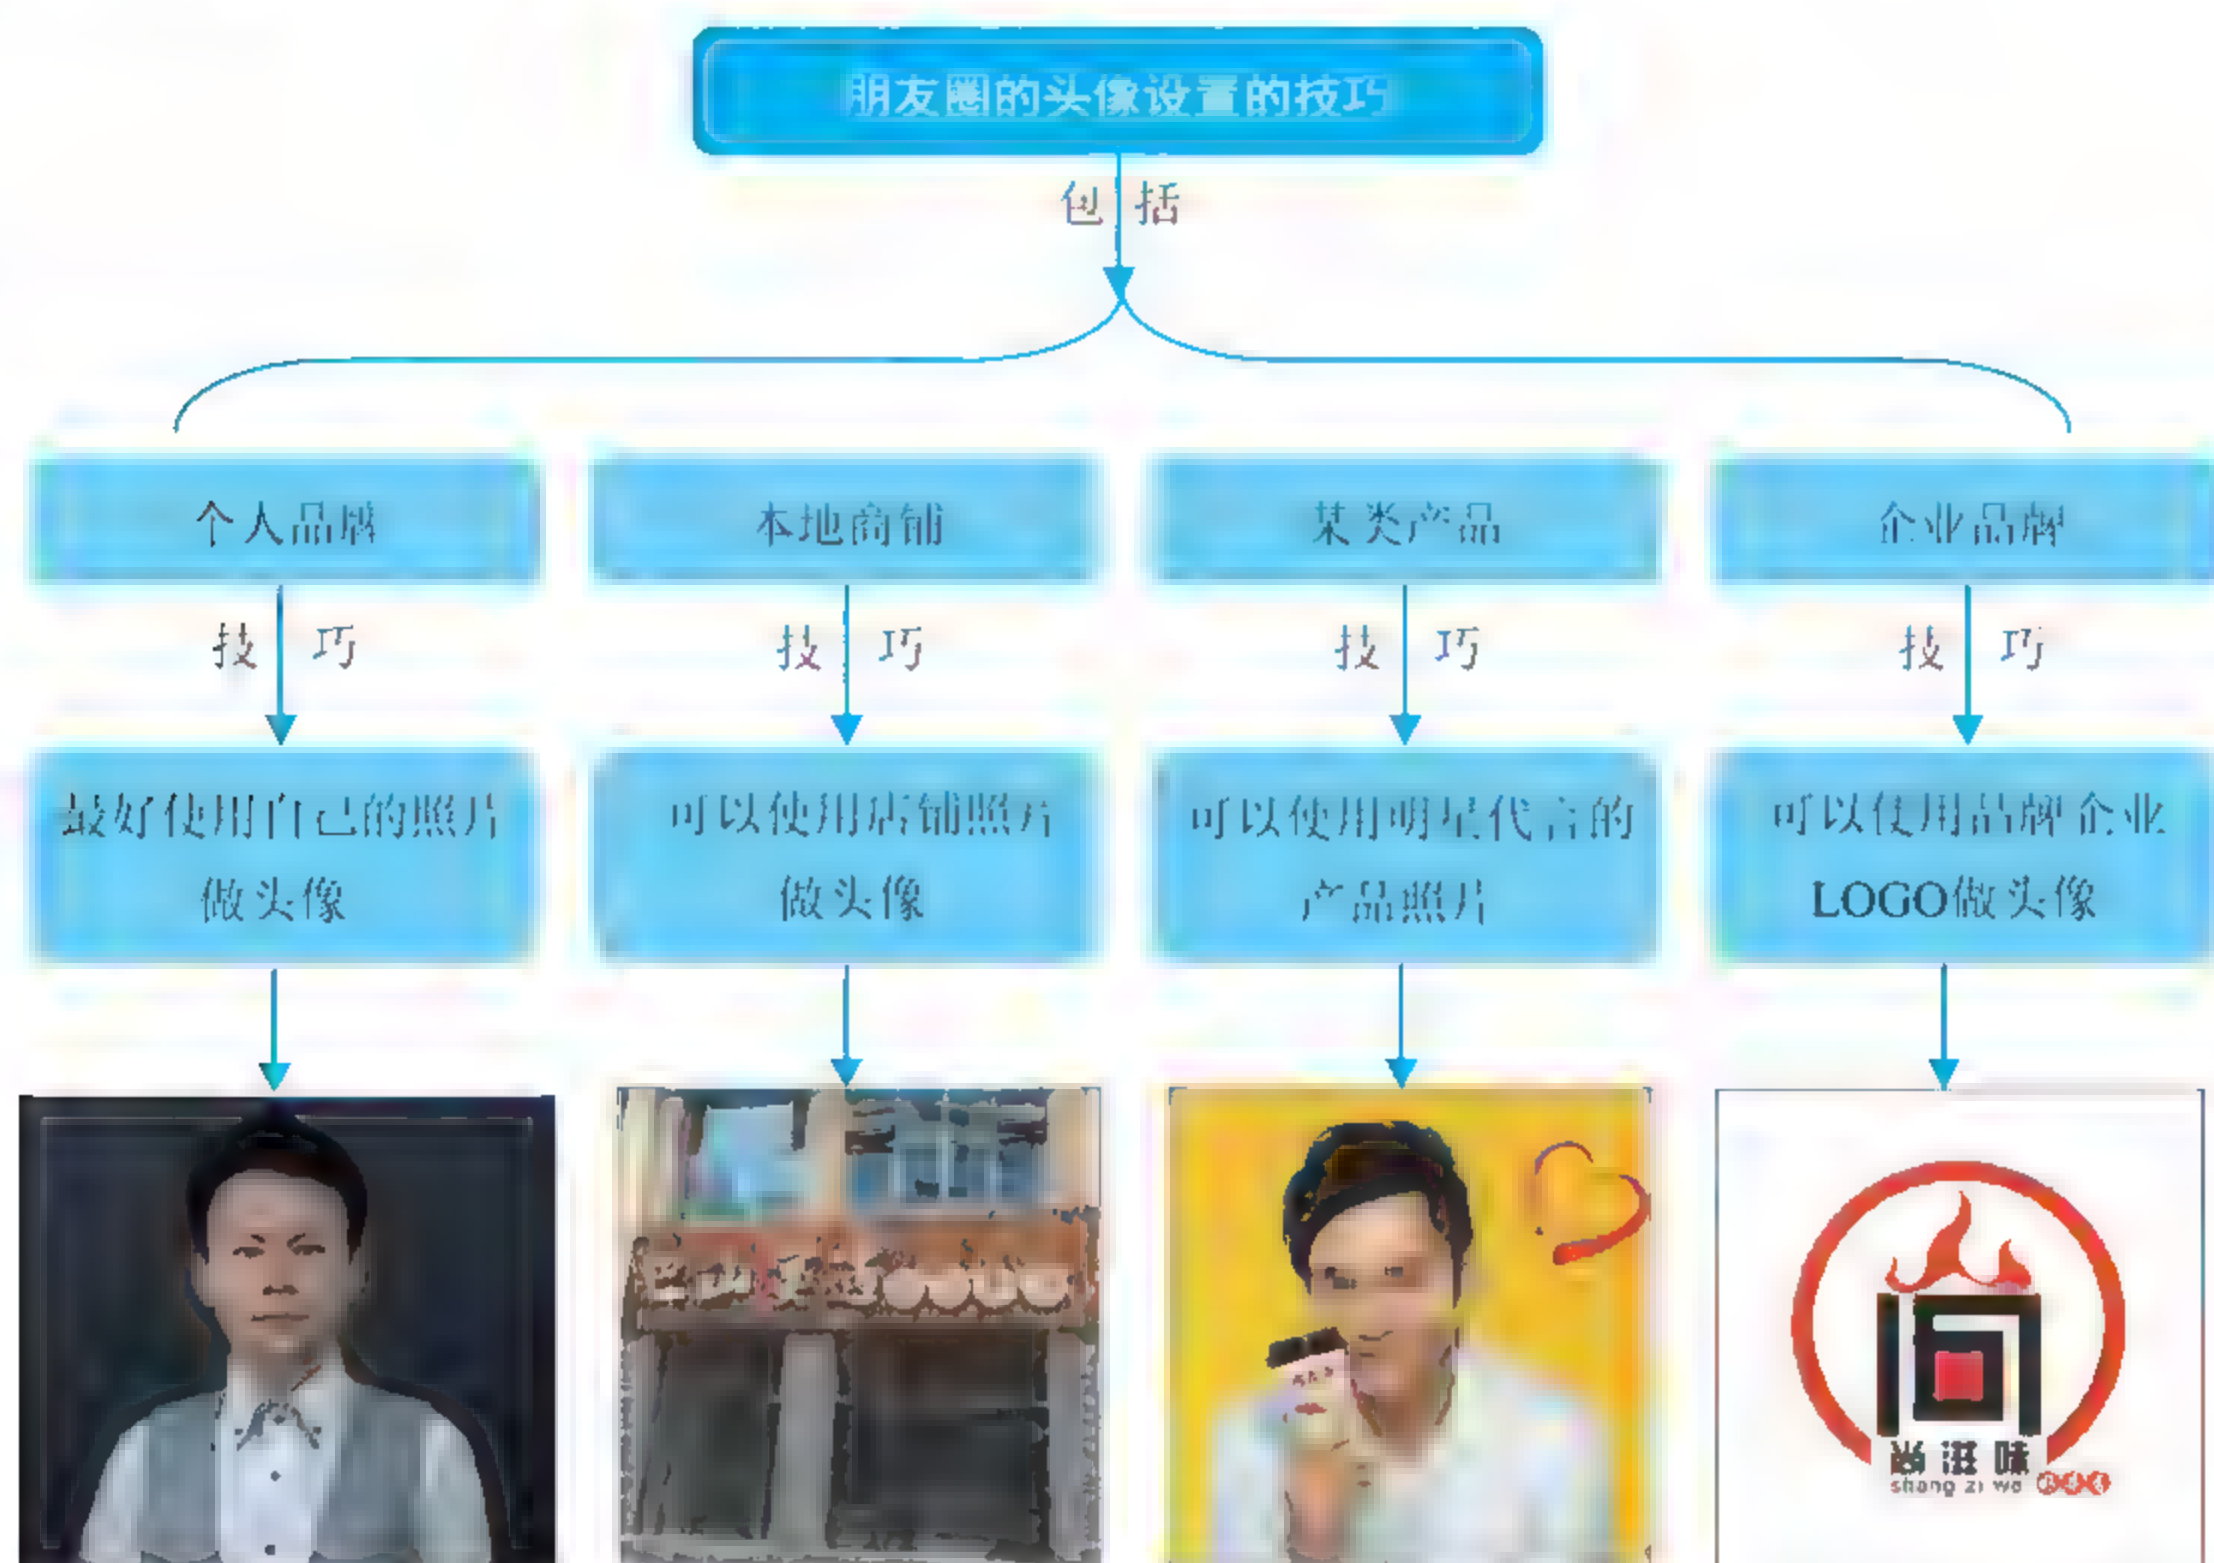 朋友圈的头像设置的技巧
包括
个人品牌
本地商铺
某类产品
企业品牌
技巧
技巧
技巧
技巧
最好使用自己的照片
做头像
可以使用店铺照片
做头像
可以使用明星代言的
产品照片
可以使用品牌企业
LOGO做头像
尚滋味
shang zi we